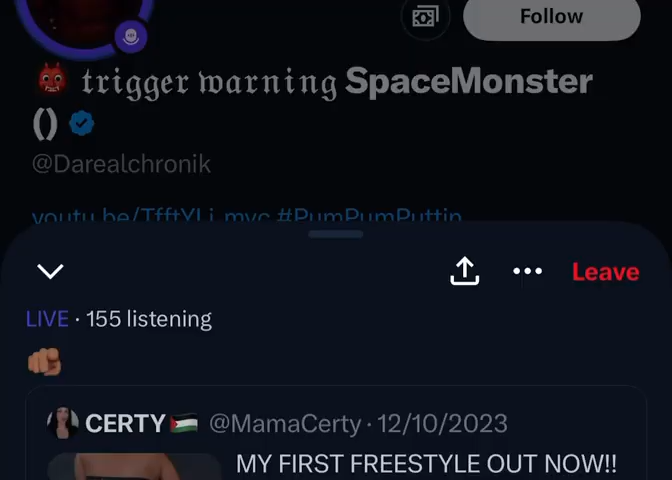 Follow
👹 𝔱𝔯𝔦𝔤𝔤𝔢𝔯 𝔴𝔞𝔯𝔫𝔦𝔫𝔤 SpaceMonster
()
@Darealchronik
#PumPumPuttin
Leave
LIVE · 155 listening
🫵🏽
CERTY🇵🇸 @MamaCerty · 12/10/2023
MY FIRST FREESTYLE OUT NOW!!